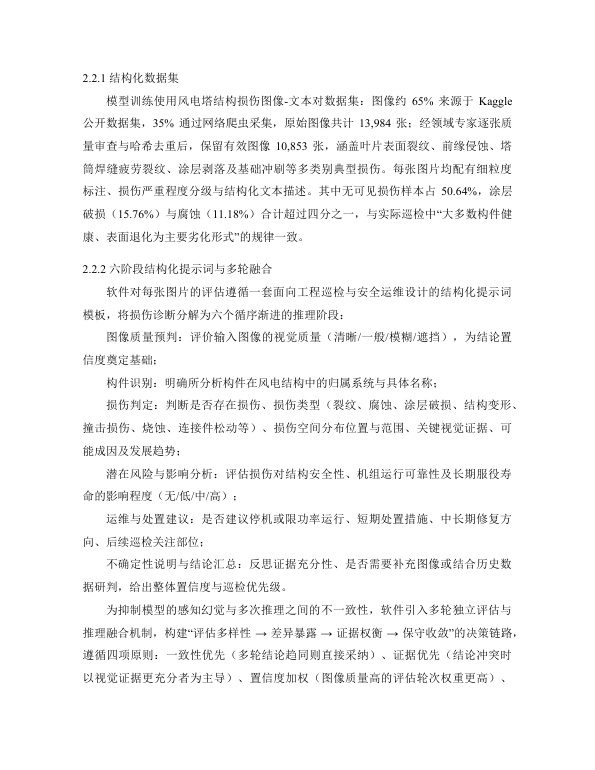 2.2.1 结构化数据集
模型训练使用风电塔结构损伤图像-文本对数据集：图像约 65% 来源于 Kaggle
公开数据集，35% 通过网络爬虫采集，原始图像共计 13,984 张；经领域专家逐张质
量审查与哈希去重后，保留有效图像 10,853 张，涵盖叶片表面裂纹、前缘侵蚀、塔
筒焊缝疲劳裂纹、涂层剥落及基础冲刷等多类别典型损伤。每张图片均配有细粒度
标注、损伤严重程度分级与结构化文本描述。其中无可见损伤样本占 50.64%，涂层
破损（15.76%）与腐蚀（11.18%）合计超过四分之一，与实际巡检中“大多数构件健
康、表面退化为主要劣化形式”的规律一致。
2.2.2 六阶段结构化提示词与多轮融合
软件对每张图片的评估遵循一套面向工程巡检与安全运维设计的结构化提示词
模板，将损伤诊断分解为六个循序渐进的推理阶段：
图像质量预判：评价输入图像的视觉质量（清晰/一般/模糊/遮挡），为结论置
信度奠定基础；
构件识别：明确所分析构件在风电结构中的归属系统与具体名称；
损伤判定：判断是否存在损伤、损伤类型（裂纹、腐蚀、涂层破损、结构变形、
撞击损伤、烧蚀、连接件松动等）、损伤空间分布位置与范围、关键视觉证据、可
能成因及发展趋势；
潜在风险与影响分析：评估损伤对结构安全性、机组运行可靠性及长期服役寿
命的影响程度（无/低/中/高）；
运维与处置建议：是否建议停机或限功率运行、短期处置措施、中长期修复方
向、后续巡检关注部位；
不确定性说明与结论汇总：反思证据充分性、是否需要补充图像或结合历史数
据研判，给出整体置信度与巡检优先级。
为抑制模型的感知幻觉与多次推理之间的不一致性，软件引入多轮独立评估与
推理融合机制，构建“评估多样性 → 差异暴露 → 证据权衡 → 保守收敛”的决策链路，
遵循四项原则：一致性优先（多轮结论趋同则直接采纳）、证据优先（结论冲突时
以视觉证据更充分者为主导）、置信度加权（图像质量高的评估轮次权重更高）、